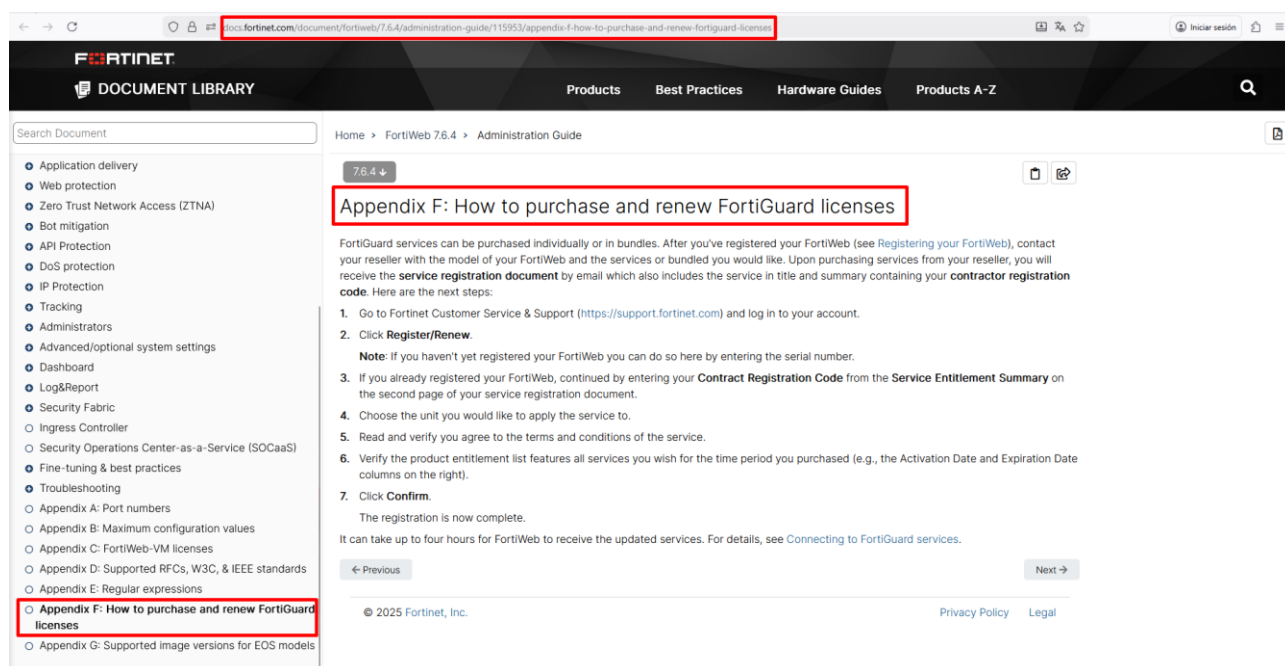 docs.fortinet.com/document/fortiweb/7.6.4/administration-guide/115953/appendix-f-how-to-purchase-and-renew-fortiguard-licenses
Iniciar sesión
FORTINET
DOCUMENT LIBRARY
Products
Best Practices
Hardware Guides
Products A-Z
Search Document
Application delivery
Web protection
Zero Trust Network Access (ZTNA)
Bot mitigation
API Protection
DoS protection
IP Protection
Tracking
Administrators
Advanced/optional system settings
Dashboard
Log&Report
Security Fabric
Ingress Controller
Security Operations Center-as-a-Service (SOCaaS)
Fine-tuning & best practices
Troubleshooting
Appendix A: Port numbers
Appendix B: Maximum configuration values
Appendix C: FortiWeb-VM licenses
Appendix D: Supported RFCs, W3C, & IEEE standards
Appendix E: Regular expressions
Appendix F: How to purchase and renew FortiGuard
licenses
Appendix G: Supported image versions for EOS models
Home > FortiWeb 7.6.4 > Administration Guide
7.6.4
Appendix F: How to purchase and renew FortiGuard licenses
FortiGuard services can be purchased individually or in bundles. After you've registered your FortiWeb (see Registering your FortiWeb), contact
your reseller with the model of your FortiWeb and the services or bundled you would like. Upon purchasing services from your reseller, you will
receive the service registration document by email which also includes the service in title and summary containing your contractor registration
code. Here are the next steps:
1. Go to Fortinet Customer Service & Support (https://support.fortinet.com) and log in to your account.
2. Click Register/Renew.
Note: If you haven't yet registered your FortiWeb you can do so here by entering the serial number.
3. If you already registered your FortiWeb, continued by entering your Contract Registration Code from the Service Entitlement Summary on
the second page of your service registration document.
4. Choose the unit you would like to apply the service to.
5. Read and verify you agree to the terms and conditions of the service.
6. Verify the product entitlement list features all services you wish for the time period you purchased (e.g., the Activation Date and Expiration Date
columns on the right).
7. Click Confirm.
The registration is now complete.
It can take up to four hours for FortiWeb to receive the updated services. For details, see Connecting to FortiGuard services.
← Previous
Next →
© 2025 Fortinet, Inc.
Privacy Policy
Legal